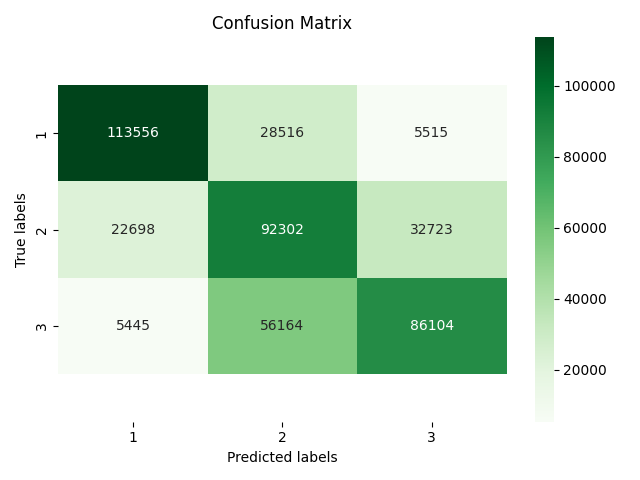 Confusion Matrix
True labels
1
113556 28516 5515
2
22698 92302 32723
3
5445 56164 86104
1 2 3
Predicted labels
100000
80000
60000
40000
20000